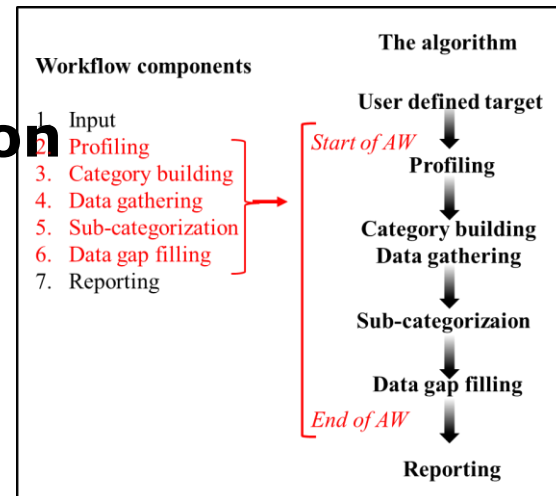 Workflow components
on
1. Input
2. Profiling
3. Category building
4. Data gathering
5. Sub-categorization
6. Data gap filling
7. Reporting
The algorithm
User defined target
Start of AW
Profiling
Category building
Data gathering
Sub-categorizaion
Data gap filling
End of AW
Reporting